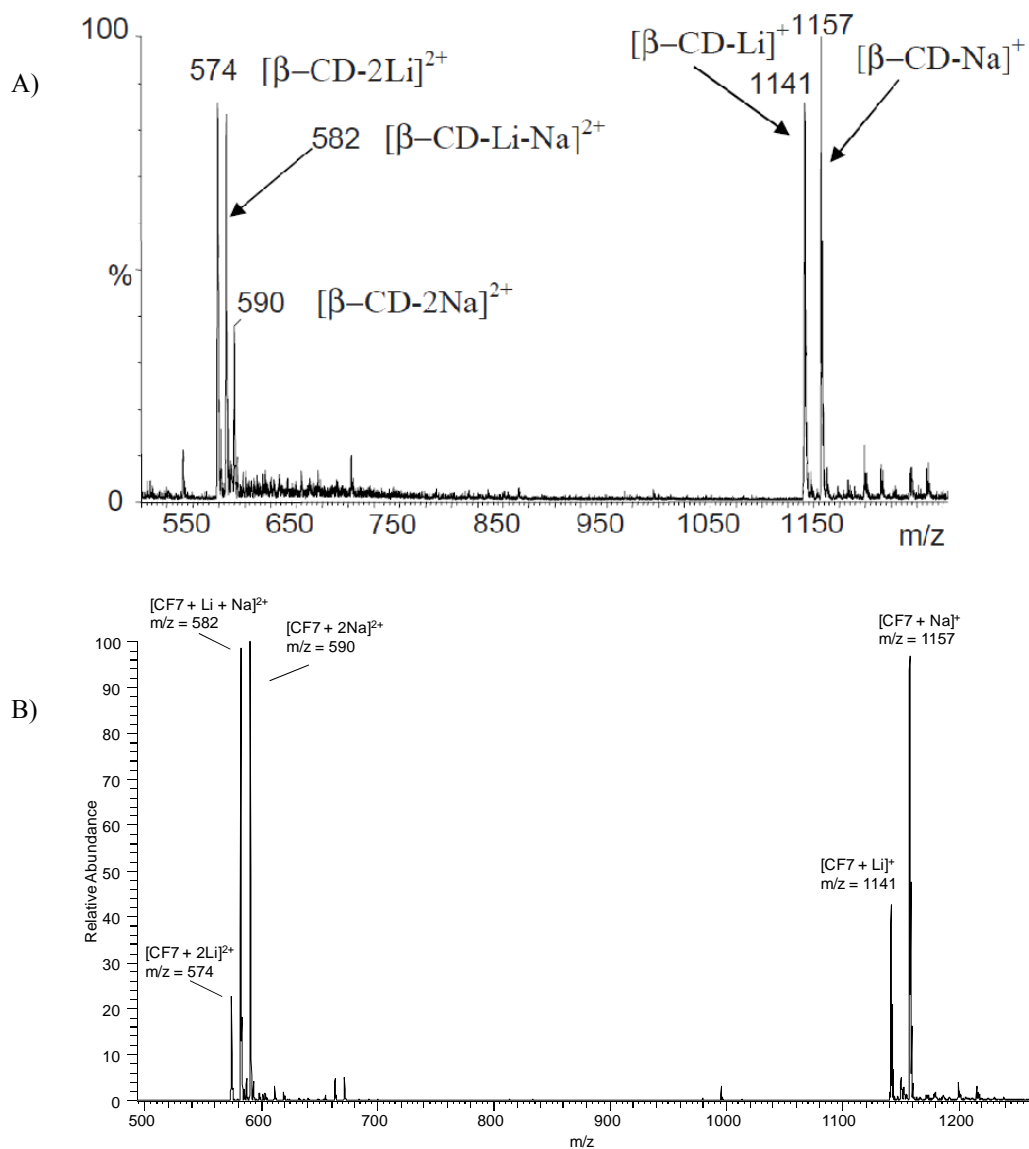 A)
100
%
0
574 [β–CD-2Li]²⁺
582 [β–CD-Li-Na]²⁺
590 [β–CD-2Na]²⁺
[β–CD-Li]⁺
1141
1157
[β–CD-Na]⁺
550 650 750 850 950 1050 1150
m/z
B)
[CF7 + Li + Na]²⁺
m/z = 582
[CF7 + 2Na]²⁺
m/z = 590
[CF7 + Na]⁺
m/z = 1157
[CF7 + Li]⁺
m/z = 1141
[CF7 + 2Li]²⁺
m/z = 574
Relative Abundance
100
90
80
70
60
50
40
30
20
10
0
500 600 700 800 900 1000 1100 1200
m/z